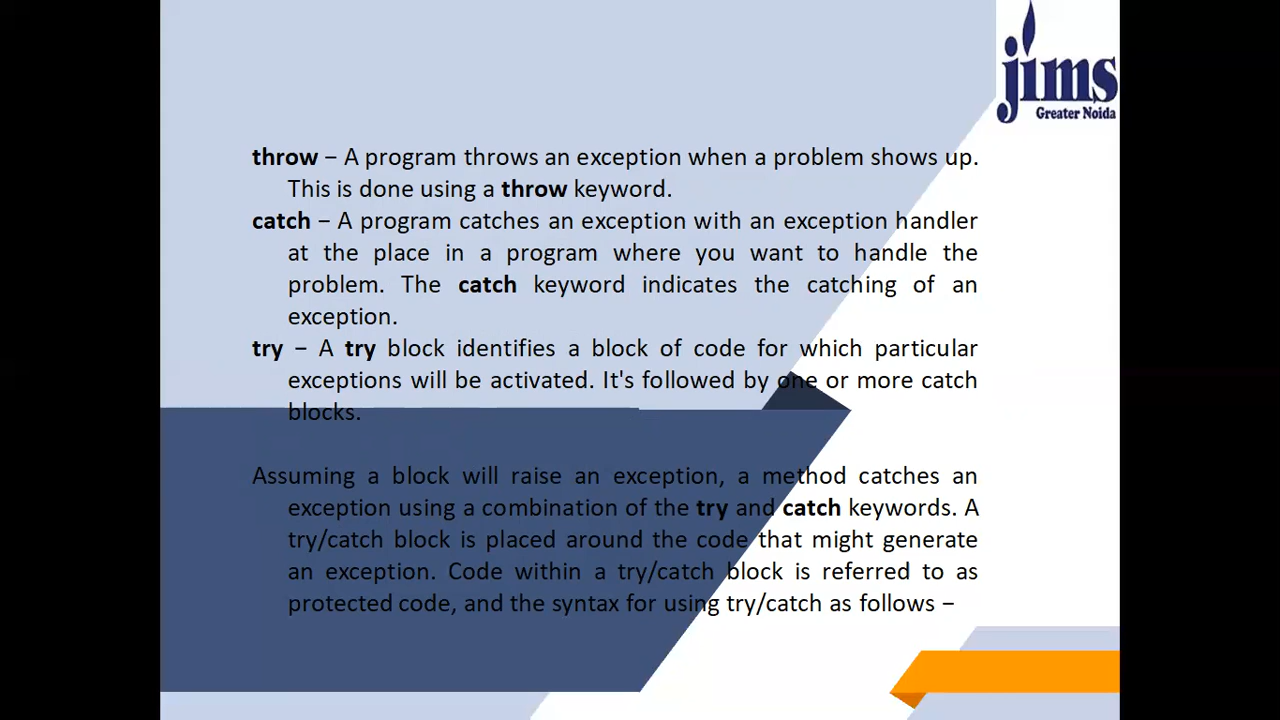 jims
Greater Noida
throw − A program throws an exception when a problem shows up.
This is done using a throw keyword.
catch − A program catches an exception with an exception handler
at the place in a program where you want to handle the
problem. The catch keyword indicates the catching of an
exception.
try − A try block identifies a block of code for which particular
exceptions will be activated. It's followed by one or more catch
blocks.
Assuming a block will raise an exception, a method catches an
exception using a combination of the try and catch keywords. A
try/catch block is placed around the code that might generate
an exception. Code within a try/catch block is referred to as
protected code, and the syntax for using try/catch as follows −